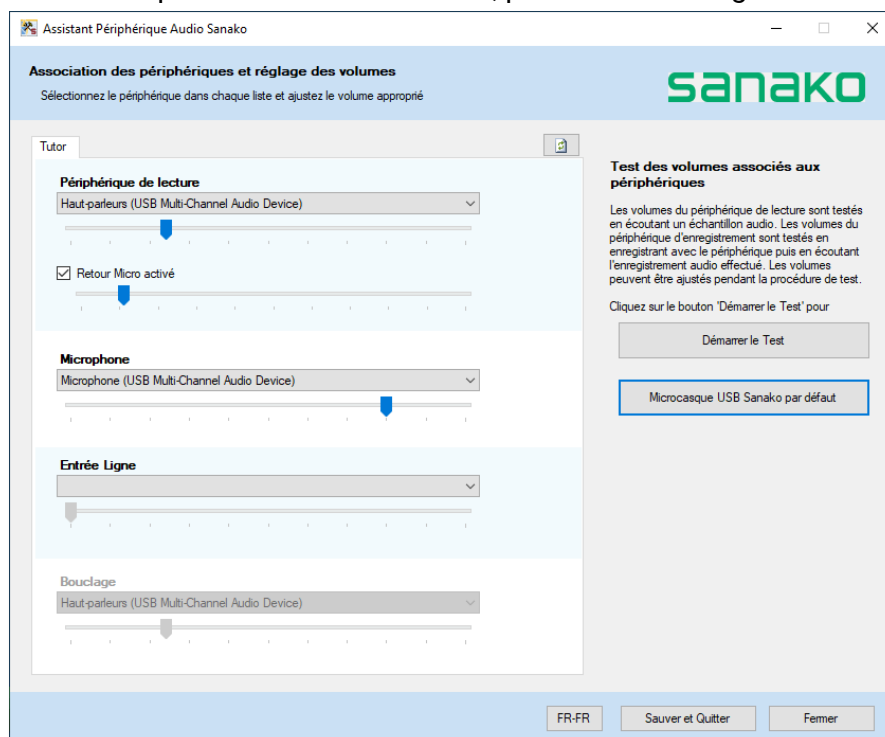 Assistant Périphérique Audio Sanako
Association des périphériques et réglage des volumes
Sélectionnez le périphérique dans chaque liste et ajustez le volume approprié
sanako
Tutor
Périphérique de lecture
Haut-parleurs (USB Multi-Channel Audio Device)
Retour Micro activé
Microphone
Microphone (USB Multi-Channel Audio Device)
Entrée Ligne
Bouclage
Haut-parleurs (USB Multi-Channel Audio Device)
Test des volumes associés aux
périphériques
Les volumes du périphérique de lecture sont testés
en écoutant un échantillon audio. Les volumes du
périphérique d'enregistrement sont testés en
enregistrant avec le périphérique puis en écoutant
l'enregistrement audio effectué. Les volumes
peuvent être ajustés pendant la procédure de test.
Cliquez sur le bouton 'Démarrer le Test' pour
Démarrer le Test
Microcasque USB Sanako par défaut
FR-FR
Sauver et Quitter
Fermer